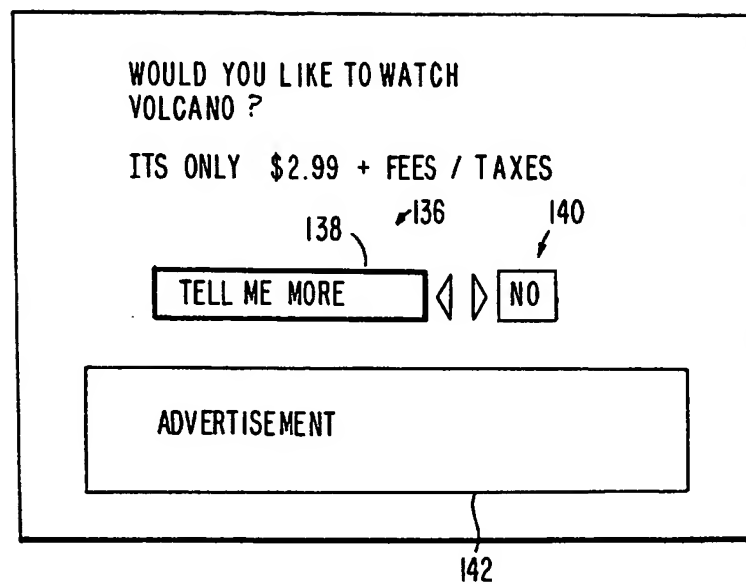 WOULD YOU LIKE TO WATCH
VOLCANO ?
ITS ONLY $2.99 + FEES / TAXES
138 136 140
TELL ME MORE NO
ADVERTISEMENT
142